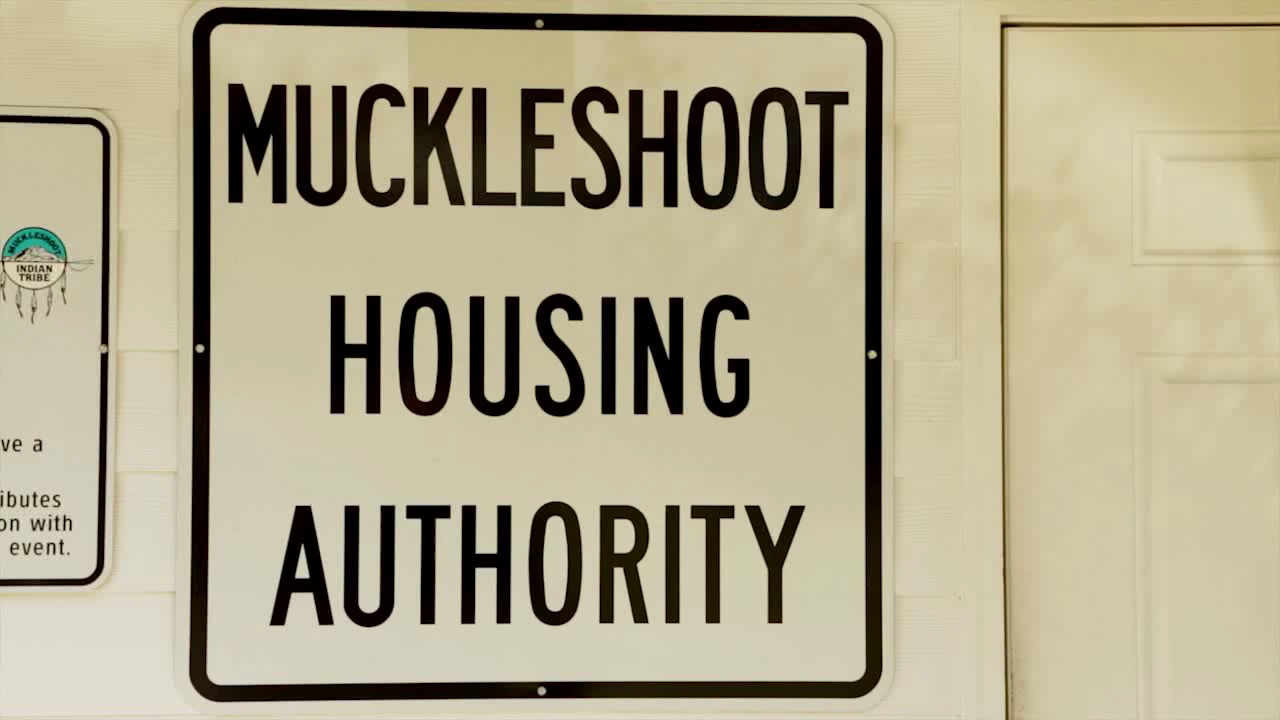 MUCKLESHOOT
INDIAN
TRIBE
ve a
ibutes
on with
event.
MUCKLESHOOT
HOUSING
AUTHORITY